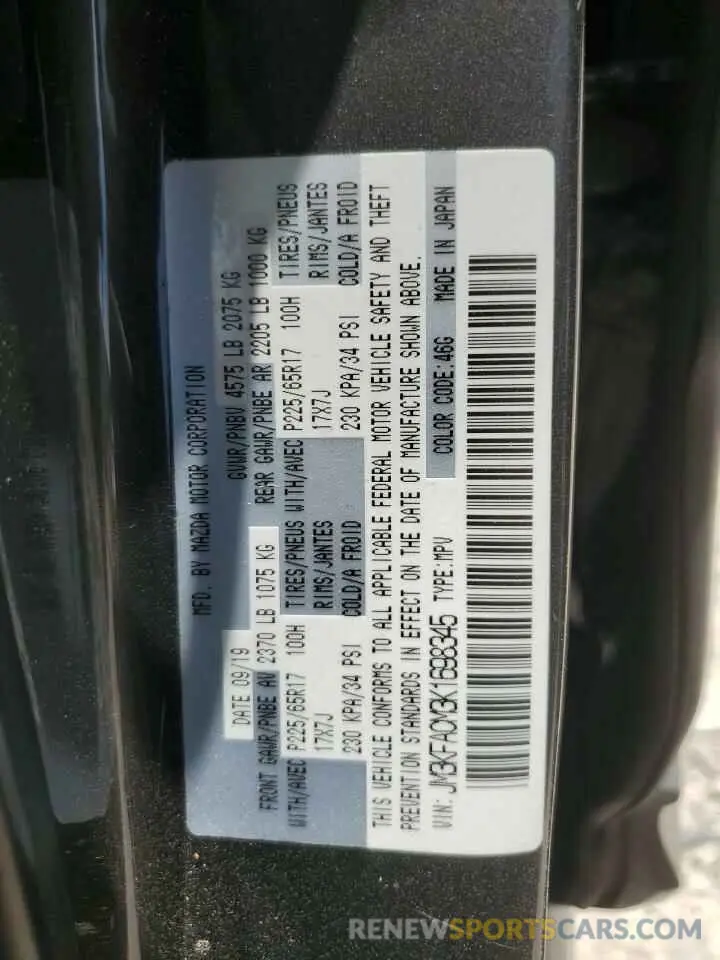 MFD. BY MAZDA MOTOR CORPORATION
DATE 09/19 GVWR/PNBV 4575 LB 2075 KG
FRONT GAWR/PNBE AV 2370 LB 1075 KG REAR GAWR/PNBE AR 2205 LB 1000 KG
WITH/AVEC P225/65R17 100H TIRES/PNEUS WITH/AVEC P225/65R17 100H TIRES/PNEUS
17X7J RIMS/JANTES 17X7J RIMS/JANTES
230 KPA/34 PSI COLD/A FROID 230 KPA/34 PSI COLD/A FROID
THIS VEHICLE CONFORMS TO ALL APPLICABLE FEDERAL MOTOR VEHICLE SAFETY AND THEFT
PREVENTION STANDARDS IN EFFECT ON THE DATE OF MANUFACTURE SHOWN ABOVE.
VIN: JM3KFACM3K1698345 TYPE:MPV COLOR CODE:46G MADE IN JAPAN
RENEWSPORTSCARS.COM